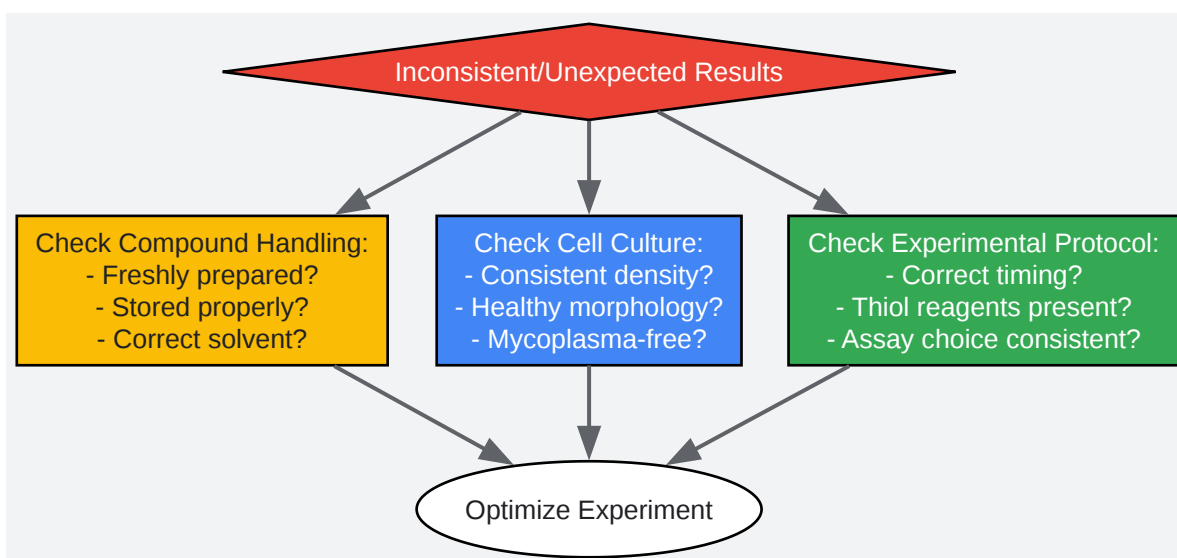 Inconsistent/Unexpected Results
Check Compound Handling:
- Freshly prepared?
- Stored properly?
- Correct solvent?
Check Cell Culture:
- Consistent density?
- Healthy morphology?
- Mycoplasma-free?
Check Experimental Protocol:
- Correct timing?
- Thiol reagents present?
- Assay choice consistent?
Optimize Experiment